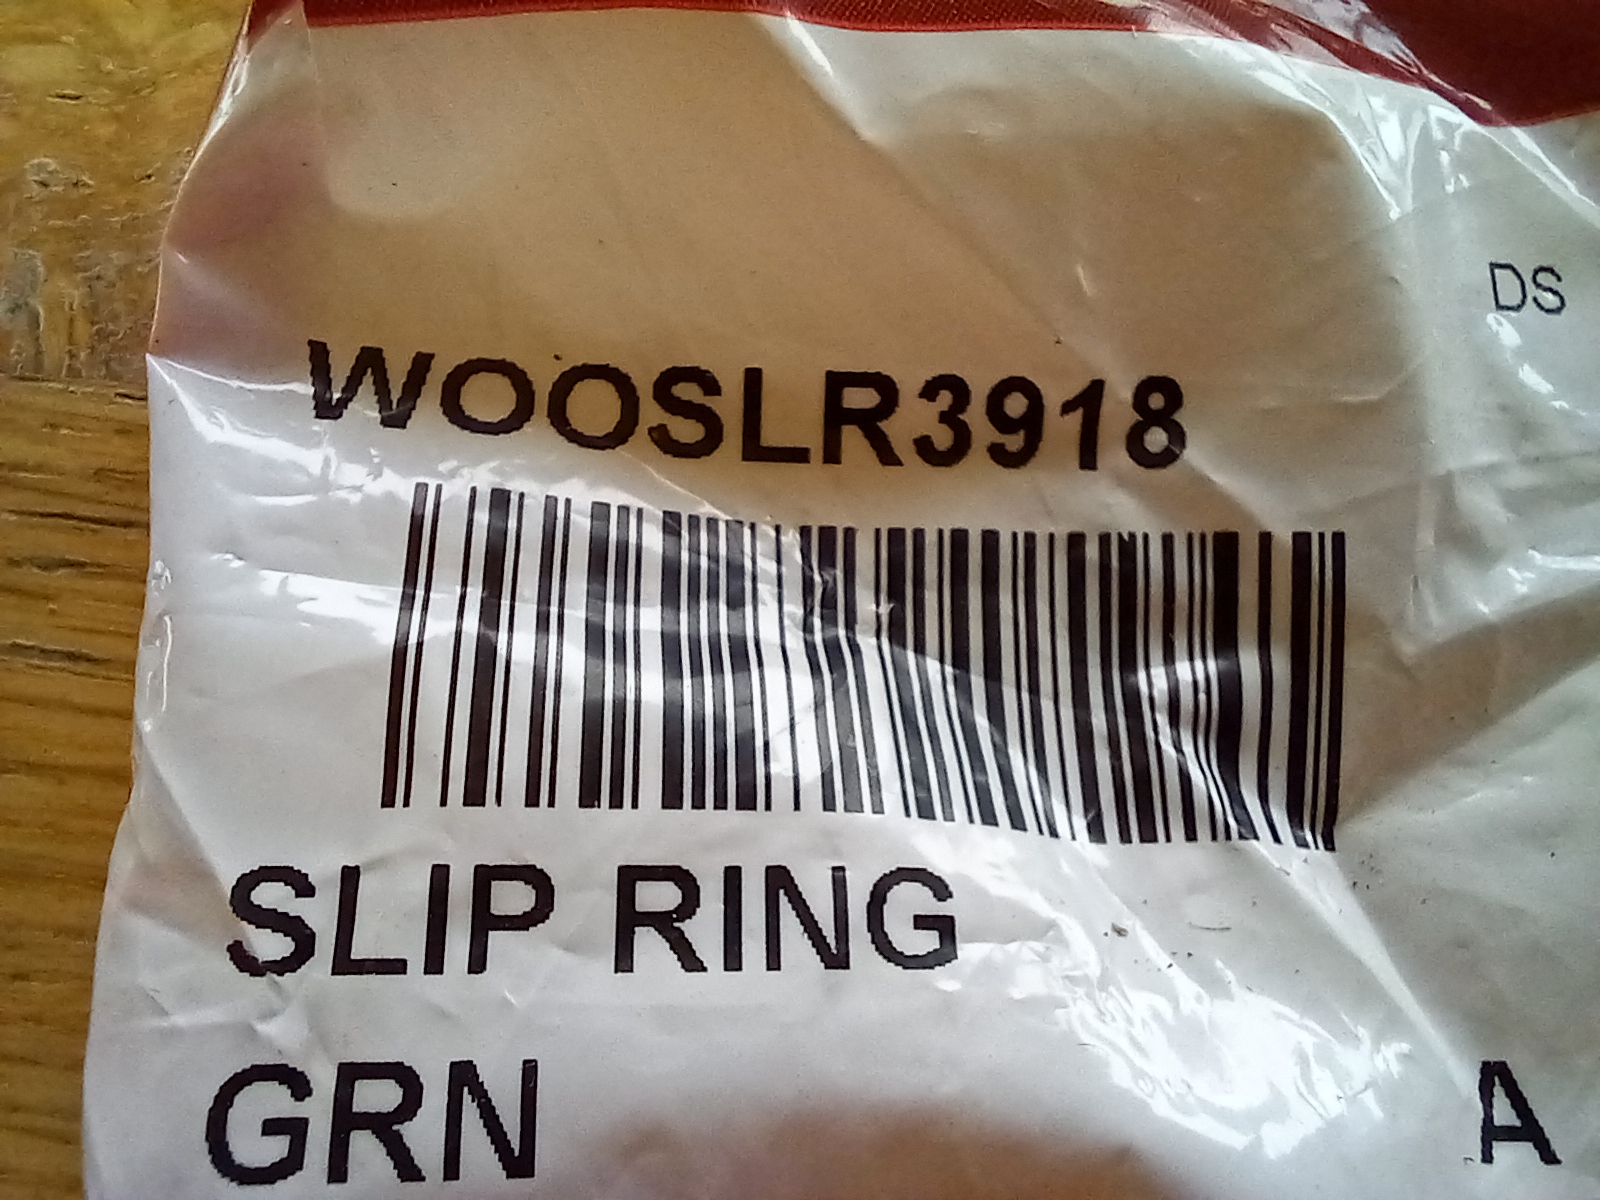 DS
WOOSLR3918
SLIP RING
GRN A